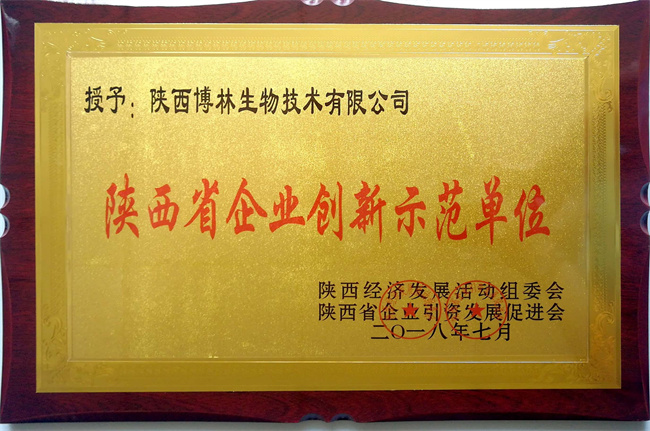 授予：陕西博林生物技术有限公司
陕西省企业创新示范单位
陕西经济发展活动组委会
陕西省企业引资发展促进会
二〇一八年七月